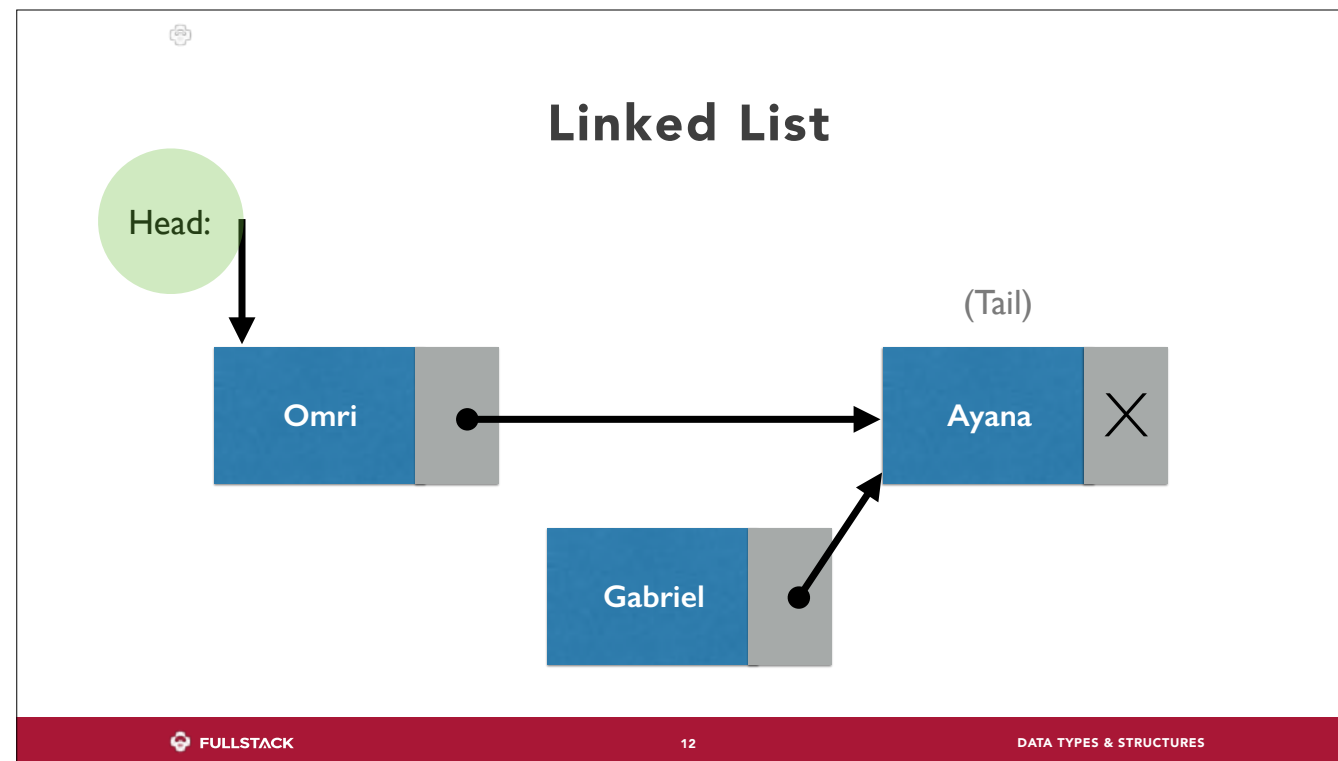 Linked List
Head:
(Tail)
Omri
Ayana
X
Gabriel
FULLSTACK
12
DATA TYPES & STRUCTURES